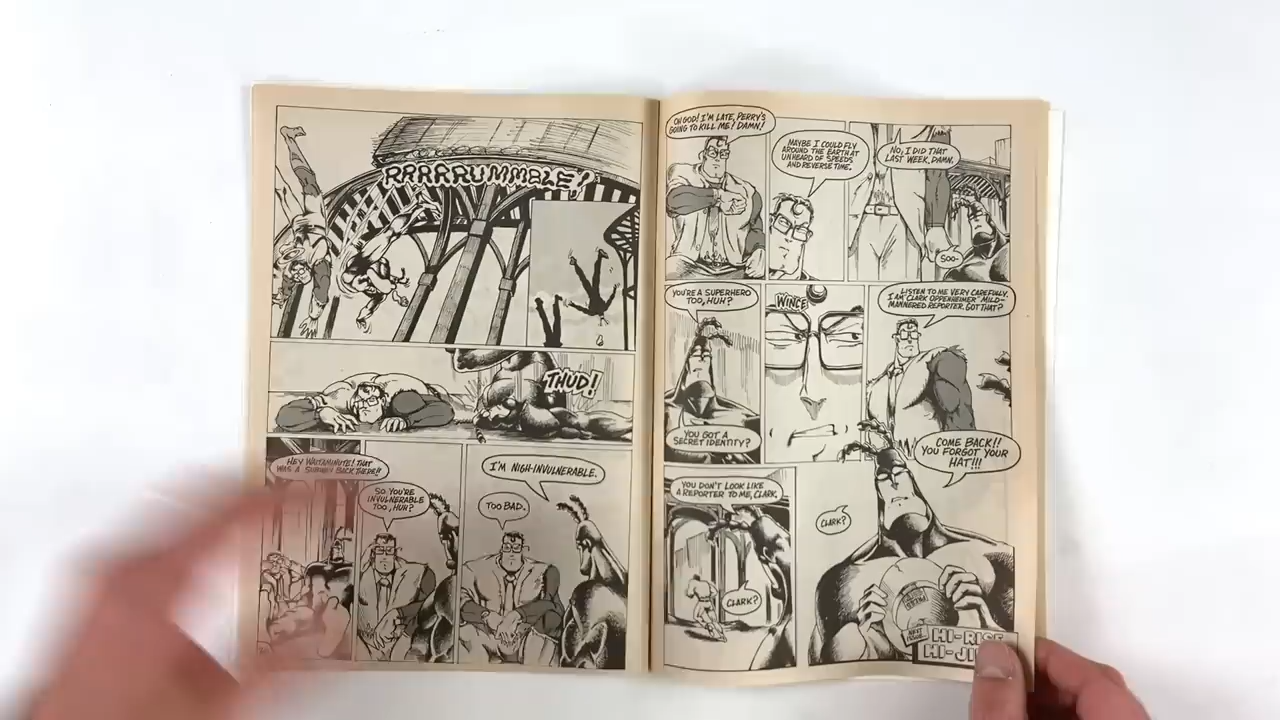 RRRRRUMMMBLE!
THUD!
HEY WAITAMINUTE! THAT
WAS A SUBWAY BACK THERE!!
SO YOU'RE
INVULNERABLE
TOO, HUH?
I'M NIGH-INVULNERABLE.
TOO BAD.
OH GOD! I'M LATE, PERRY'S
GOING TO KILL ME! DAMN!
MAYBE I COULD FLY
AROUND THE EARTH AT
UNHEARD OF SPEEDS
AND REVERSE TIME.
NO, I DID THAT
LAST WEEK, DAMN.
SOO-
YOU'RE A SUPERHERO
TOO, HUH?
YOU GOT A
SECRET IDENTITY?
WINCE
LISTEN TO ME VERY CAREFULLY.
I AM CLARK OPPENHEIMER MILD-
MANNERED REPORTER. GOT THAT?
YOU DON'T LOOK LIKE
A REPORTER TO ME, CLARK.
CLARK?
COME BACK!!
YOU FORGOT YOUR
HAT!!!
CLARK?
NEXT
ISSUE:
HI-RISE